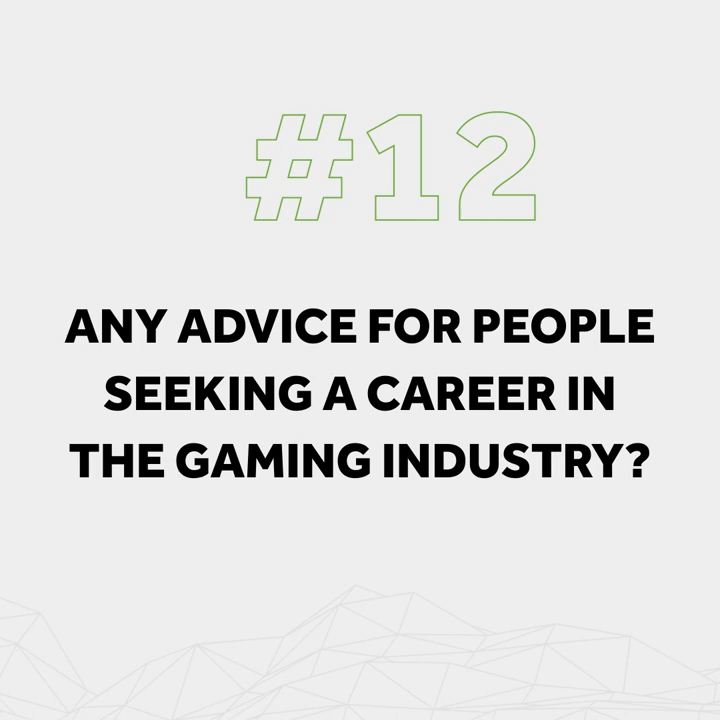 #12
ANY ADVICE FOR PEOPLE
SEEKING A CAREER IN
THE GAMING INDUSTRY?